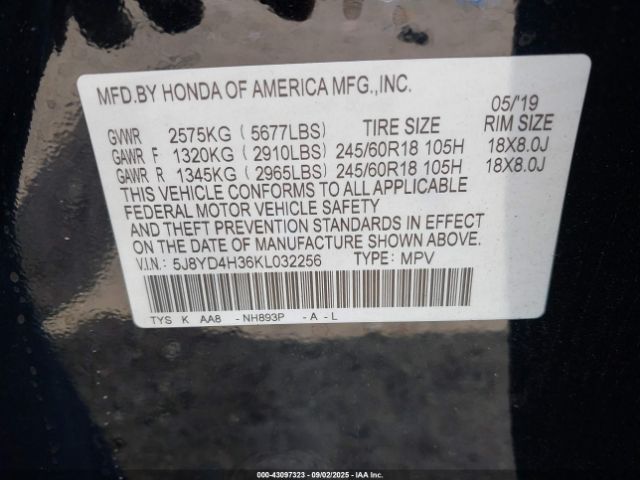 MFD.BY HONDA OF AMERICA MFG.,INC.
05/'19
GVWR 2575KG (5677LBS) TIRE SIZE RIM SIZE
GAWR F 1320KG (2910LBS) 245/60R18 105H 18X8.0J
GAWR R 1345KG (2965LBS) 245/60R18 105H 18X8.0J
THIS VEHICLE CONFORMS TO ALL APPLICABLE
FEDERAL MOTOR VEHICLE SAFETY
AND THEFT PREVENTION STANDARDS IN EFFECT
ON THE DATE OF MANUFACTURE SHOWN ABOVE.
V.I.N.: 5J8YD4H36KL032256 TYPE: MPV
TYS K AA8 -NH893P -A-L
000-43097323 - 09/02/2025 - IAA Inc.